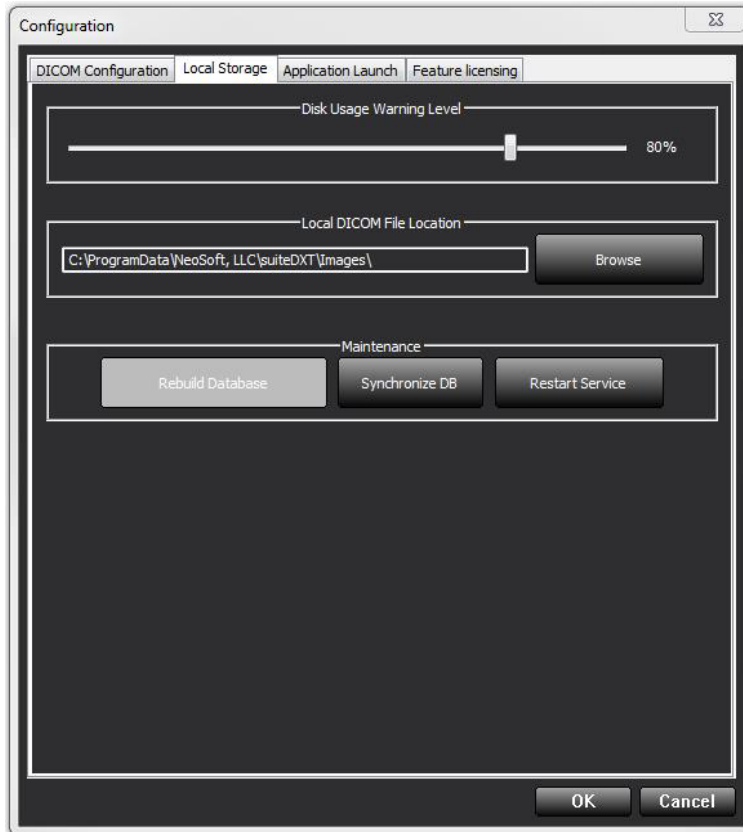 Configuration
DICOM Configuration Local Storage Application Launch Feature licensing
Disk Usage Warning Level
80%
Local DICOM File Location
C:\ProgramData\NeoSoft, LLC\suiteDXT\Images\ Browse
Maintenance
Rebuild Database Synchronize DB Restart Service
OK Cancel